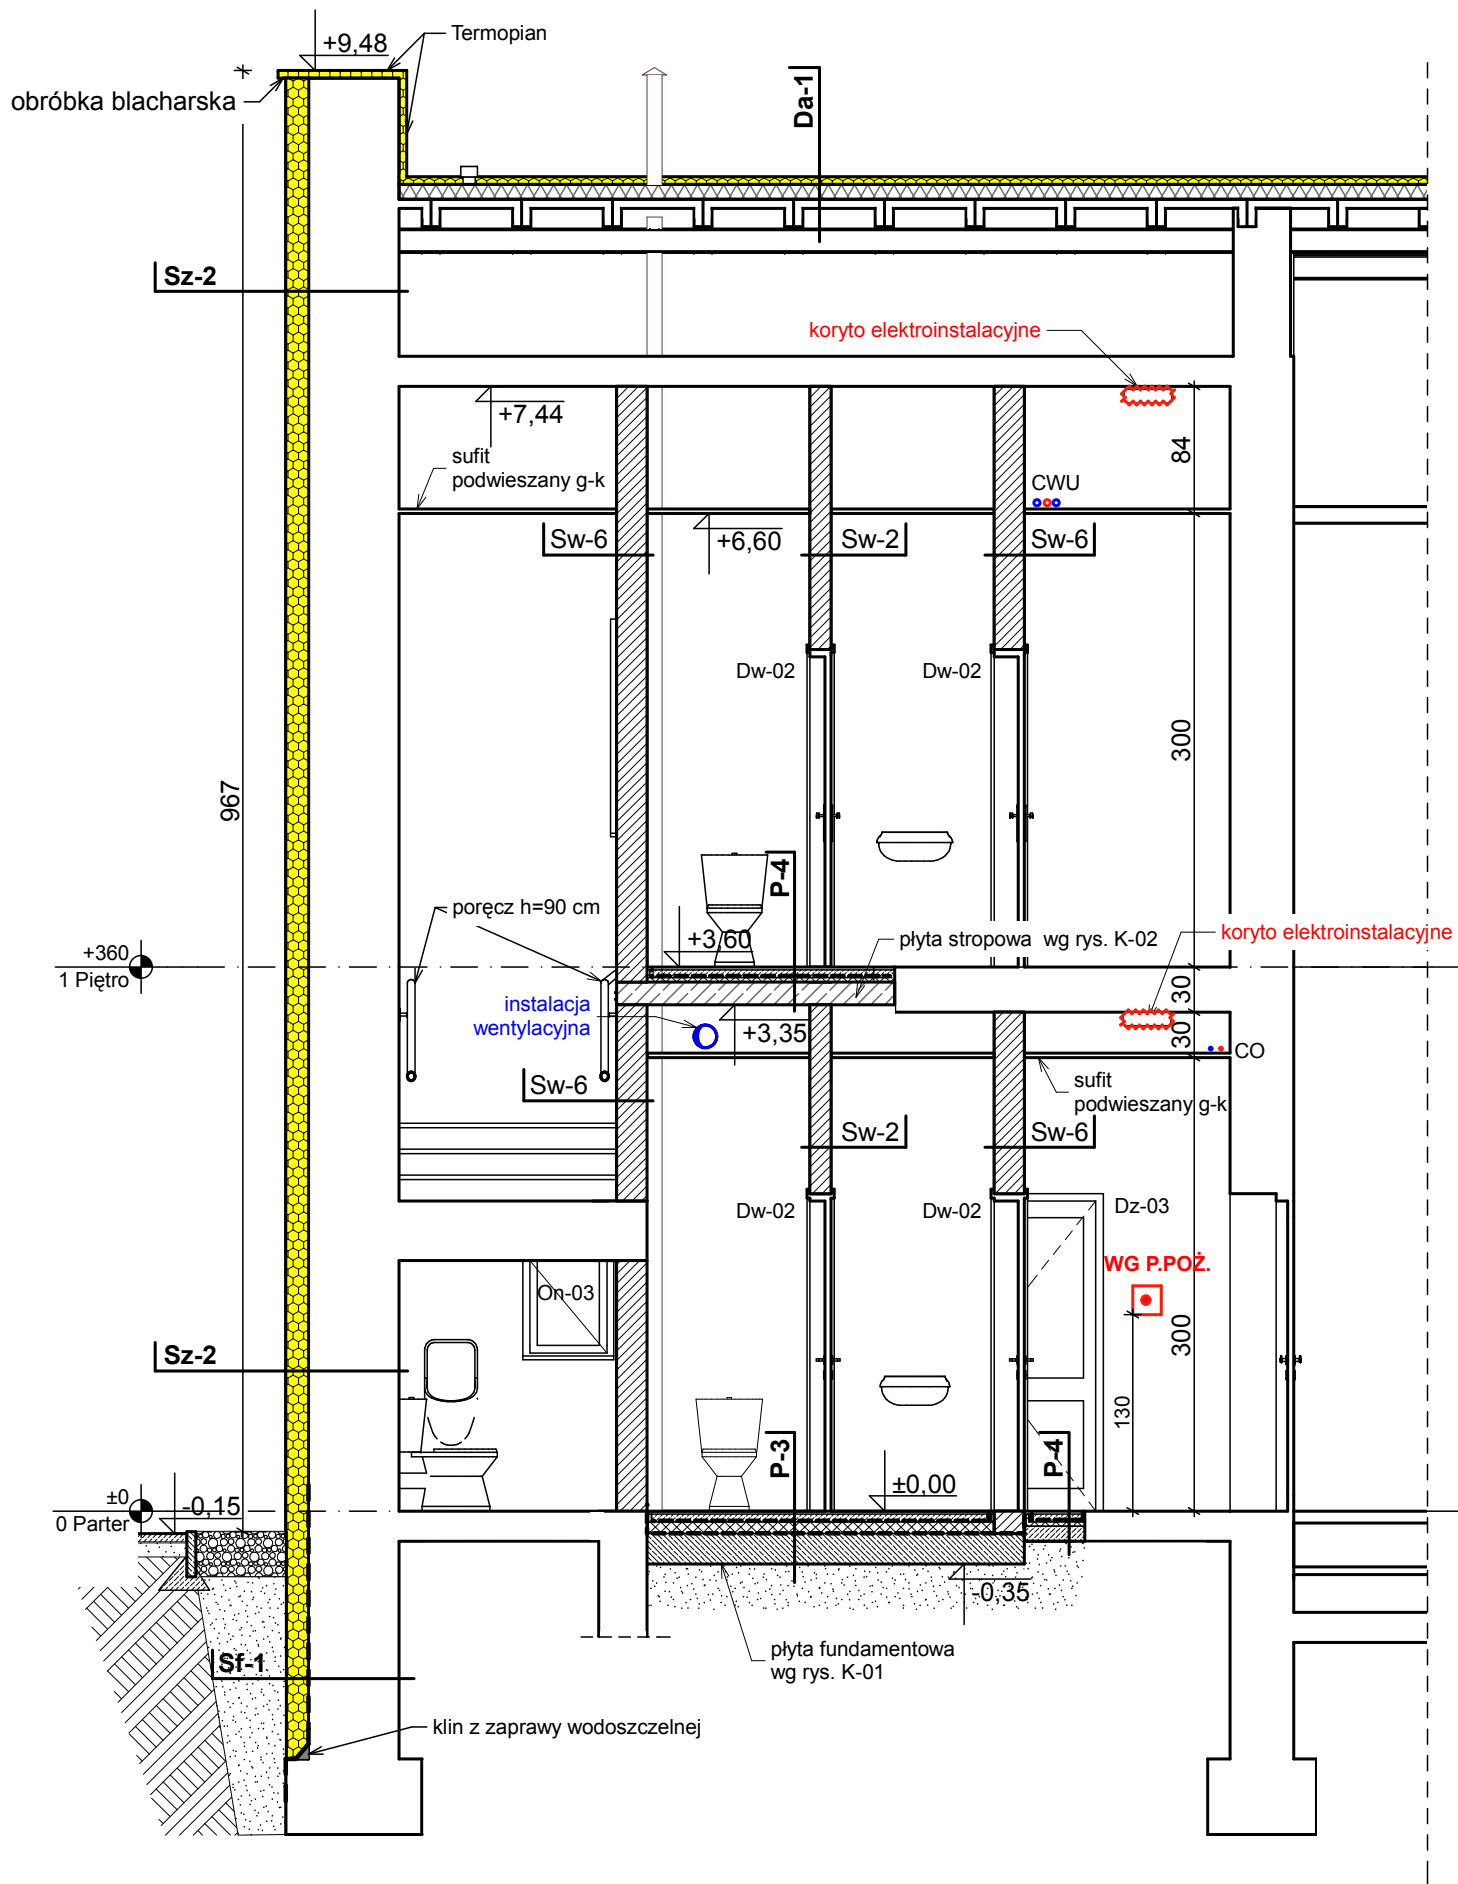 +9,48
Termopian
obróbka blacharska
Da-1
Sz-2
koryto elektroinstalacyjne
+7,44
84
sufit
podwieszany g-k
CWU
Sw-6
+6,60
Sw-2
Sw-6
Dw-02
Dw-02
300
967
P-4
poręcz h=90 cm
+3,60
płyta stropowa wg rys. K-02
koryto elektroinstalacyjne
+360
1 Piętro
30
instalacja
wentylacyjna
+3,35
30
CO
Sw-6
sufit
podwieszany g-k
Sw-2
Sw-6
Dw-02
Dw-02
Dz-03
WG P.POŻ.
On-03
Sz-2
300
130
P-3
P-4
±0,00
±0
0 Parter
-0,15
-0,35
płyta fundamentowa
wg rys. K-01
Sf-1
klin z zaprawy wodoszczelnej